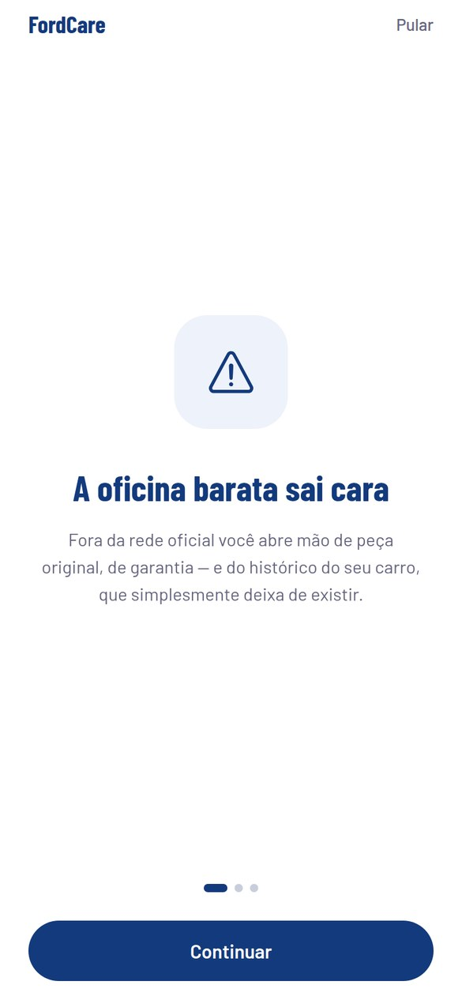 FordCare
Pular
A oficina barata sai cara
Fora da rede oficial você abre mão de peça
original, de garantia — e do histórico do seu carro,
que simplesmente deixa de existir.
Continuar